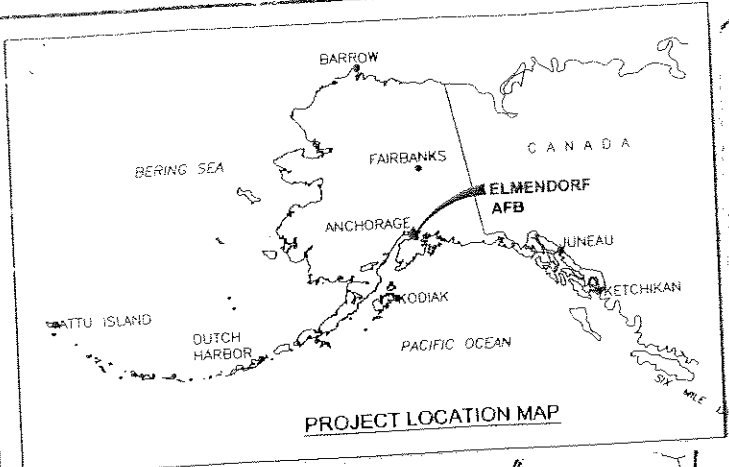 BARROW
BERING SEA
FAIRBANKS
CANADA
ELMENDORF
AFB
ANCHORAGE
JUNEAU
KETCHIKAN
KODIAK
ATTU ISLAND
DUTCH
HARBOR
PACIFIC OCEAN
SIX MILE
PROJECT LOCATION MAP